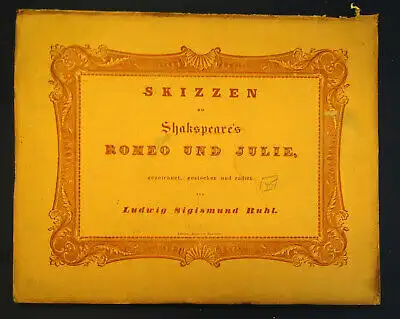 SKIZZEN
zu
Shakspeare's
ROMEO UND JULIE,
gezeichnet, gestochen und radirt
von
Ludwig Sigismund Ruhl.